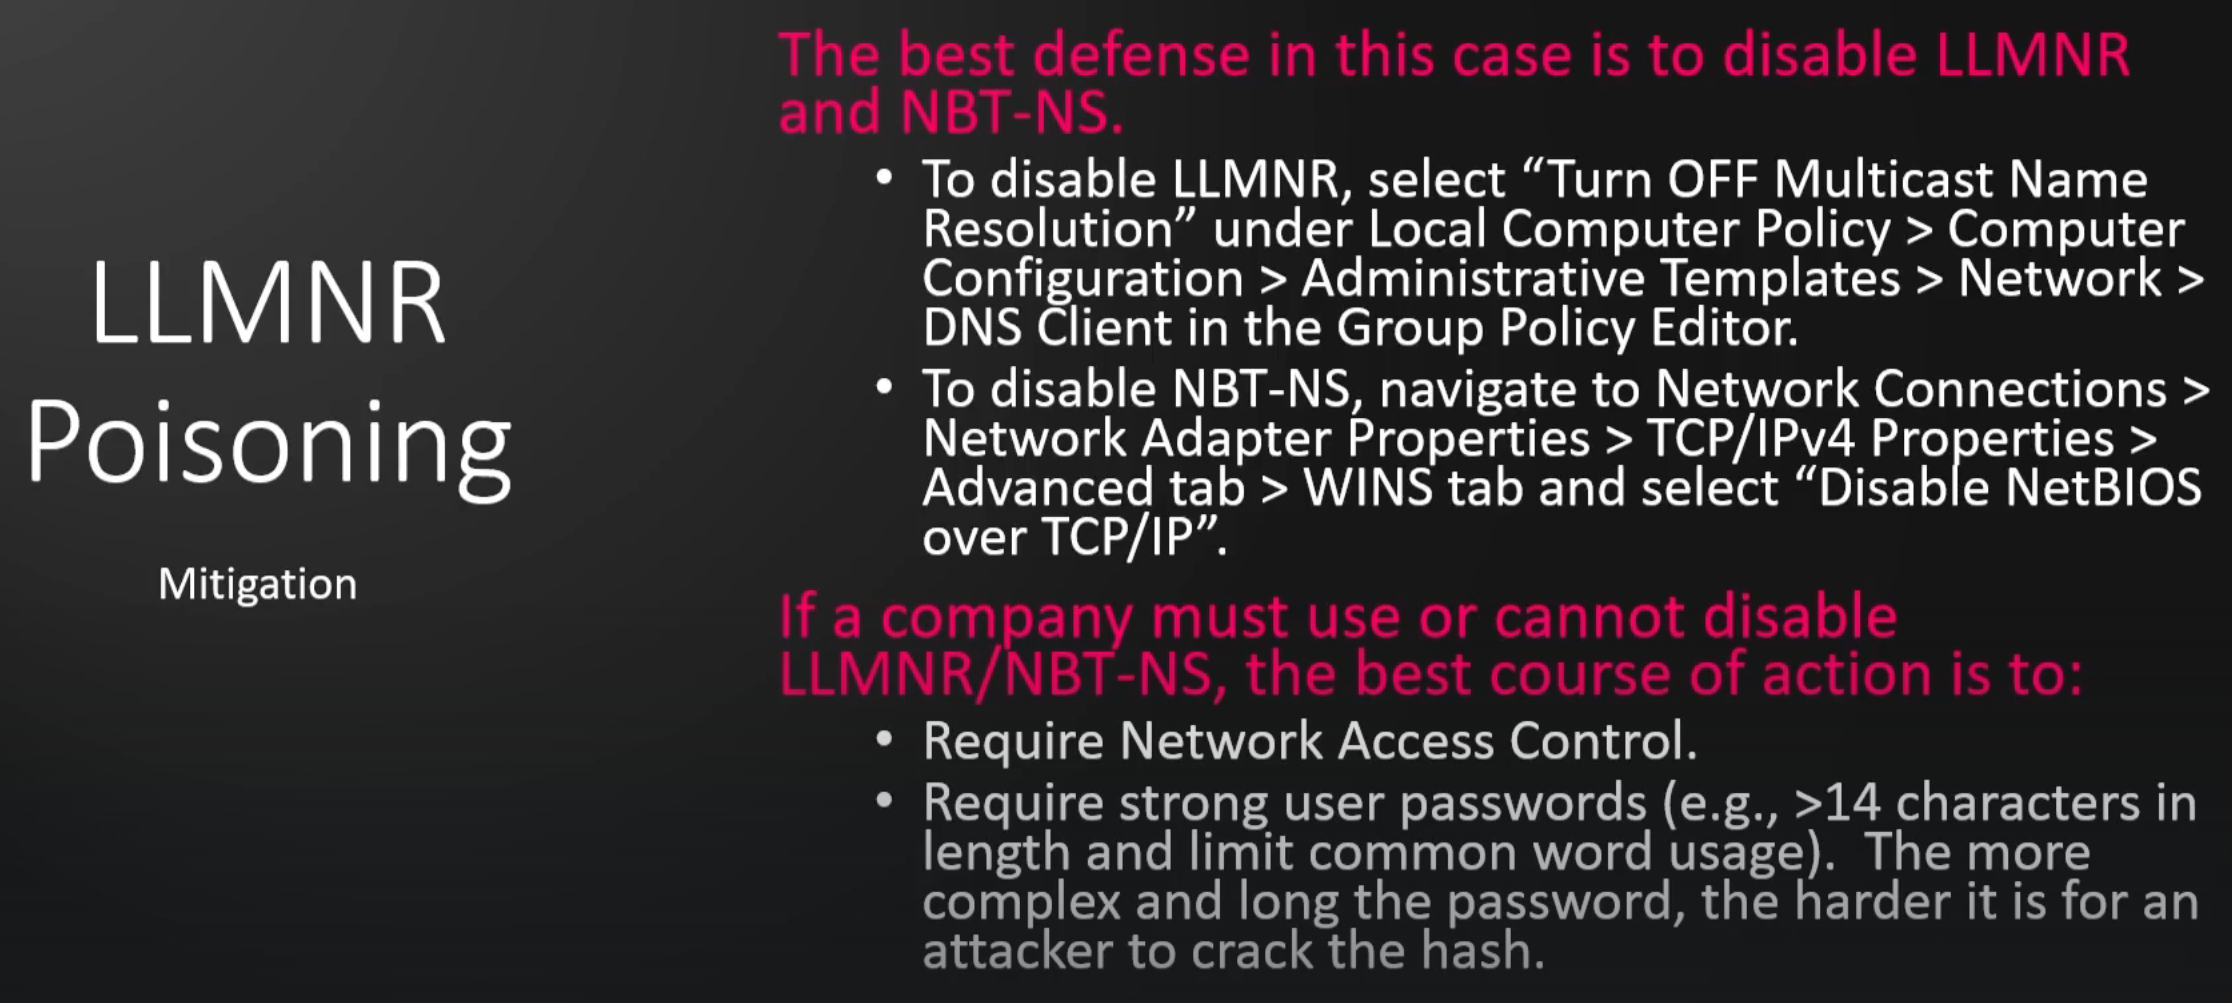 LLMNR
Poisoning
Mitigation
The best defense in this case is to disable LLMNR
and NBT-NS.
• To disable LLMNR, select “Turn OFF Multicast Name
Resolution” under Local Computer Policy > Computer
Configuration > Administrative Templates > Network >
DNS Client in the Group Policy Editor.
• To disable NBT-NS, navigate to Network Connections >
Network Adapter Properties > TCP/IPv4 Properties >
Advanced tab > WINS tab and select “Disable NetBIOS
over TCP/IP”.
If a company must use or cannot disable
LLMNR/NBT-NS, the best course of action is to:
• Require Network Access Control.
• Require strong user passwords (e.g., >14 characters in
length and limit common word usage).  The more
complex and long the password, the harder it is for an
attacker to crack the hash.